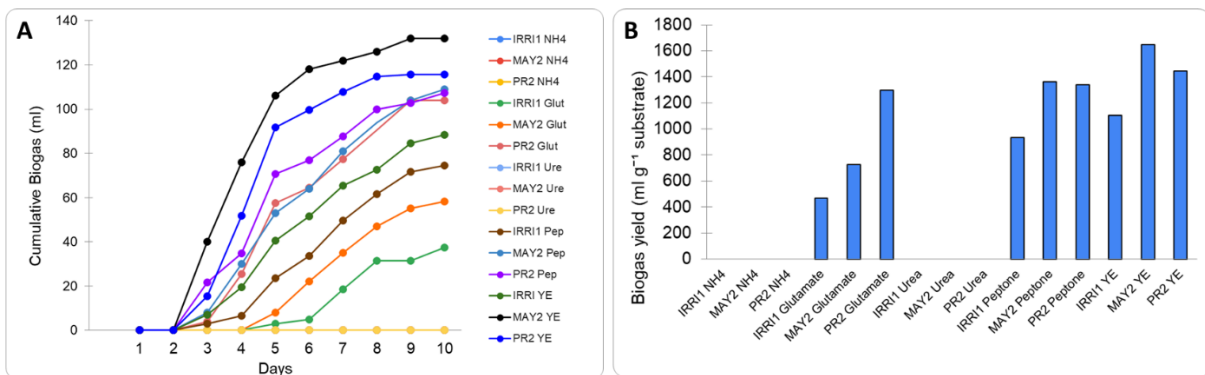 A
Cumulative Biogas (ml)
140
120
100
80
60
40
20
0
1 2 3 4 5 6 7 8 9 10
Days
IRRI1 NH4
MAY2 NH4
PR2 NH4
IRRI1 Glut
MAY2 Glut
PR2 Glut
IRRI1 Ure
MAY2 Ure
PR2 Ure
IRRI1 Pep
MAY2 Pep
PR2 Pep
IRRI YE
MAY2 YE
PR2 YE
B
Biogas yield (ml g⁻¹ substrate)
1800
1600
1400
1200
1000
800
600
400
200
0
IRRI1 NH4
MAY2 NH4
PR2 NH4
IRRI1 Glutamate
MAY2 Glutamate
PR2 Glutamate
IRRI1 Urea
MAY2 Urea
PR2 Urea
IRRI1 Peptone
MAY2 Peptone
PR2 Peptone
IRRI1 YE
MAY2 YE
PR2 YE